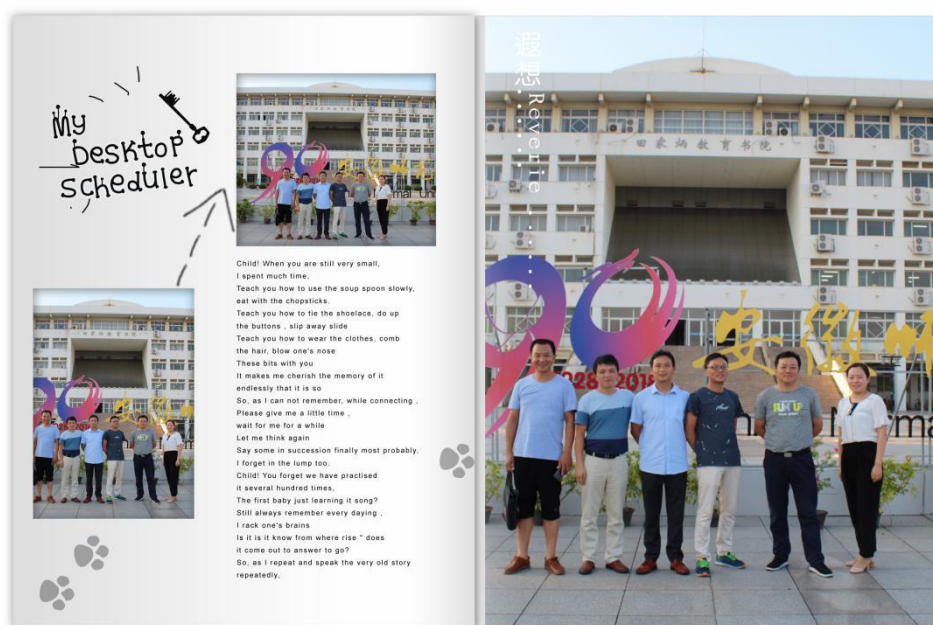 My
Desktop
Scheduler
Child! When you are still very small,
I spent much time,
Teach you how to use the soup spoon slowly,
eat with the chopsticks.
Teach you how to tie the shoelace, do up
the buttons , slip away slide
Teach you how to wear the clothes, comb
the hair, blow one's nose
These bits with you
It makes me cherish the memory of it
endlessly that it is so
So, as I can not remember, while connecting ,
Please give me a little time ,
wait for me for a while
Let me think again
Say some in succession finally most probably,
I forget in the lump too.
Child! You forget we have practised
it several hundred times,
The first baby just learning it song?
Still always remember every daying ,
I rack one's brains
Is it is it know from where rise " does
it come out to answer to go?
So, as I repeat and speak the very old story
repeatedly,
遐想..........Reverie ......
田家炳教育书院
90
安徽师
1928-2018